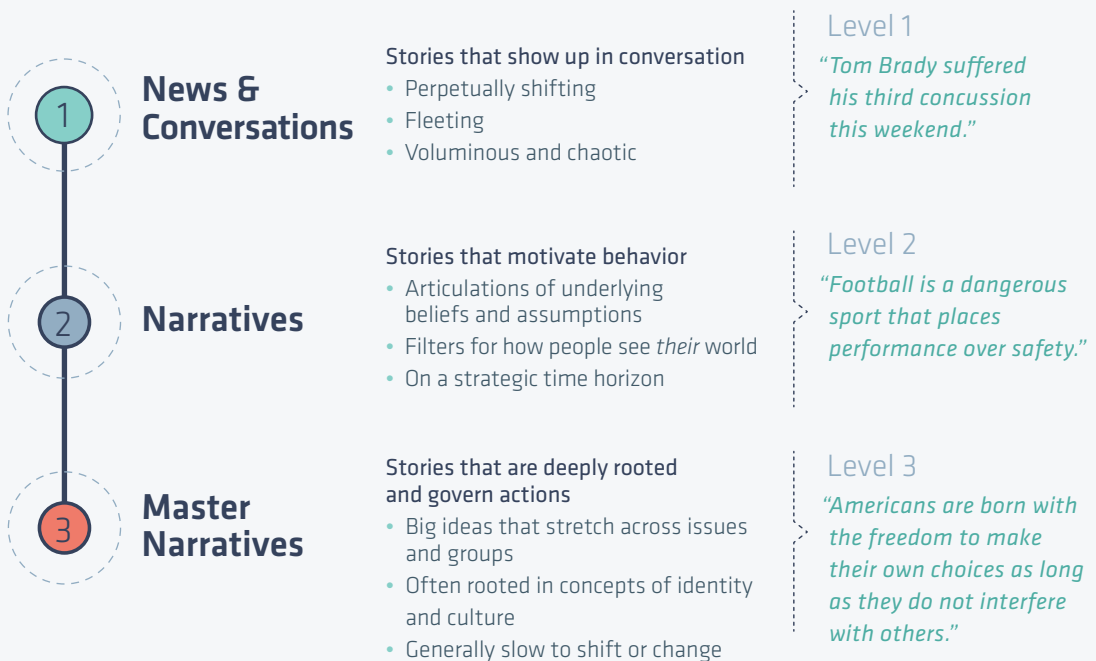 1
News &
Conversations
Stories that show up in conversation
• Perpetually shifting
• Fleeting
• Voluminous and chaotic
Level 1
“Tom Brady suffered
his third concussion
this weekend.”
2
Narratives
Stories that motivate behavior
• Articulations of underlying
beliefs and assumptions
• Filters for how people see their world
• On a strategic time horizon
Level 2
“Football is a dangerous
sport that places
performance over safety.”
3
Master
Narratives
Stories that are deeply rooted
and govern actions
• Big ideas that stretch across issues
and groups
• Often rooted in concepts of identity
and culture
• Generally slow to shift or change
Level 3
“Americans are born with
the freedom to make
their own choices as long
as they do not interfere
with others.”